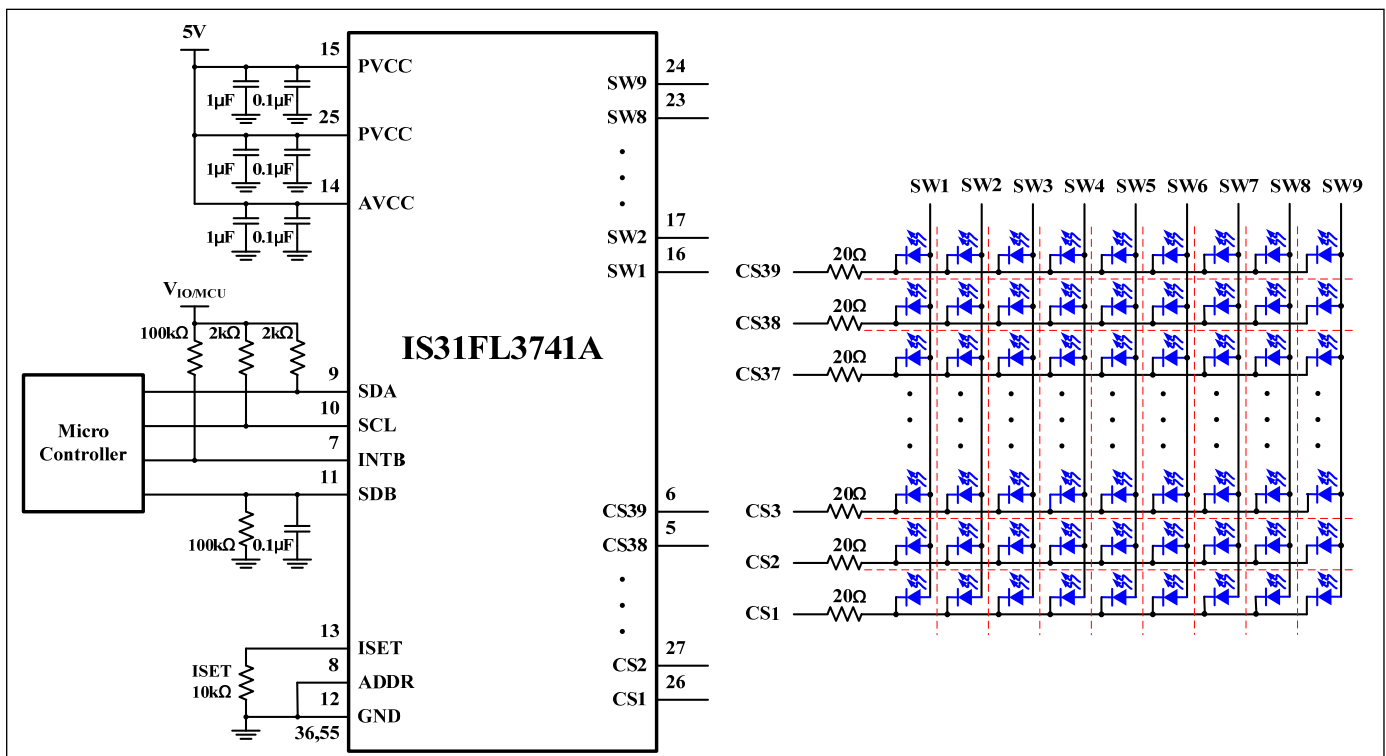 5V
15
PVCC
1μF
0.1μF
25
PVCC
1μF
0.1μF
14
AVCC
1μF
0.1μF
V_IO/MCU
100kΩ
2kΩ
2kΩ
Micro
Controller
9
SDA
10
SCL
7
INTB
11
SDB
100kΩ
0.1μF
13
ISET
ISET
10kΩ
8
ADDR
12
GND
36,55
IS31FL3741A
24
SW9
23
SW8
17
SW2
16
SW1
6
CS39
5
CS38
27
CS2
26
CS1
SW1 SW2 SW3 SW4 SW5 SW6 SW7 SW8 SW9
CS39
20Ω
CS38
20Ω
CS37
20Ω
CS3
20Ω
CS2
20Ω
CS1
20Ω